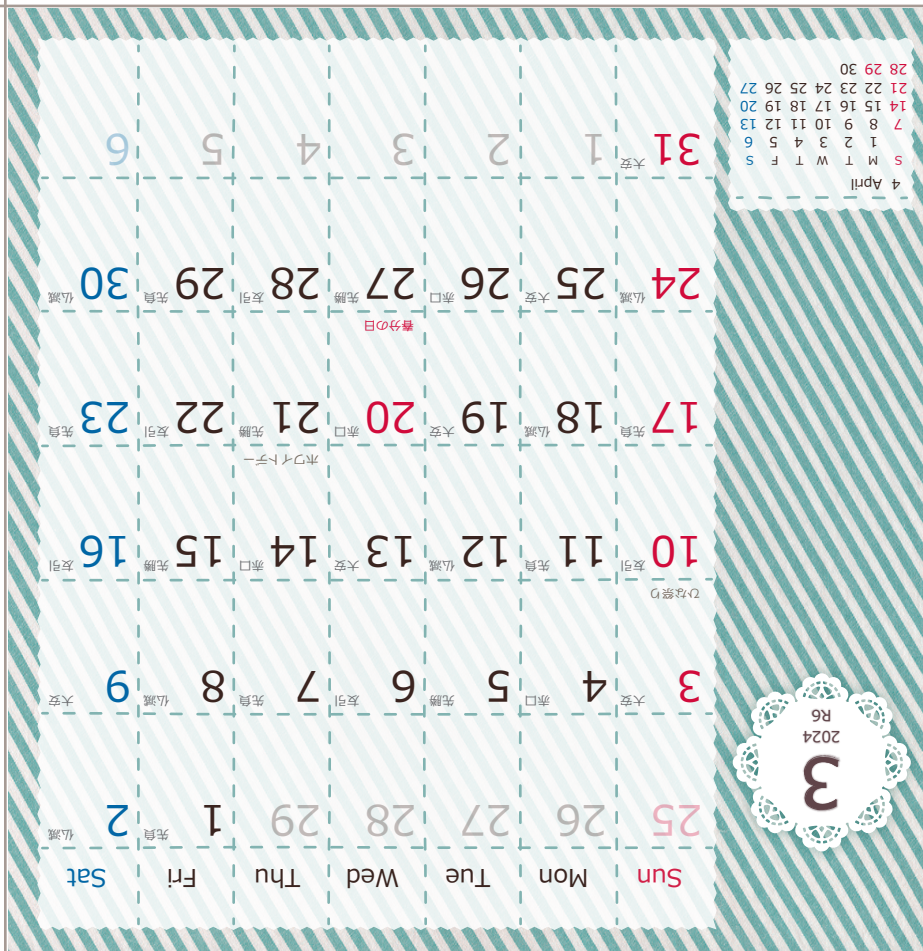 3
2024
R6
Sun Mon Tue Wed Thu Fri Sat
25 26 27 28 29 1 先負 2 仏滅
3 大安 4 赤口 5 先勝 6 友引 7 先負 8 仏滅 9 大安
ひな祭り
10 友引 11 先負 12 仏滅 13 大安 14 赤口 15 先勝 16 友引
ホワイトデー
17 先負 18 仏滅 19 大安 20 赤口 21 先勝 22 友引 23 先負
春分の日
24 仏滅 25 大安 26 赤口 27 先勝 28 友引 29 先負 30 仏滅
31 大安 1 2 3 4 5 6
4 April
S M T W T F S
1 2 3 4 5 6
7 8 9 10 11 12 13
14 15 16 17 18 19 20
21 22 23 24 25 26 27
28 29 30